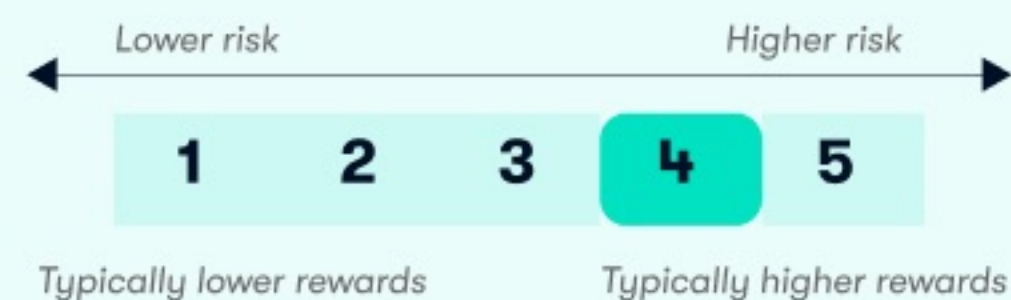 Lower risk Higher risk
1 2 3 4 5
Typically lower rewards Typically higher rewards